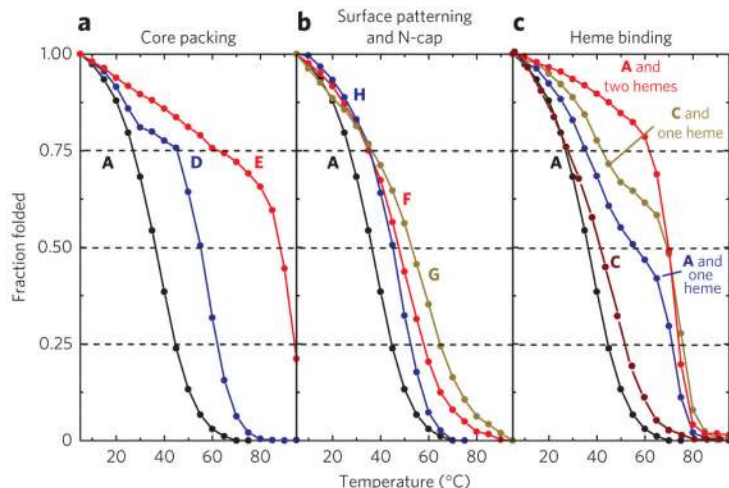 a Core packing
b Surface patterning
and N-cap
c Heme binding
Fraction folded
1.00
0.75
0.50
0.25
0
A
D
E
H
A
F
G
A and
two hemes
C and
one heme
A
C
A and
one
heme
20 40 60 80
20 40 60 80
20 40 60 80
Temperature (°C)